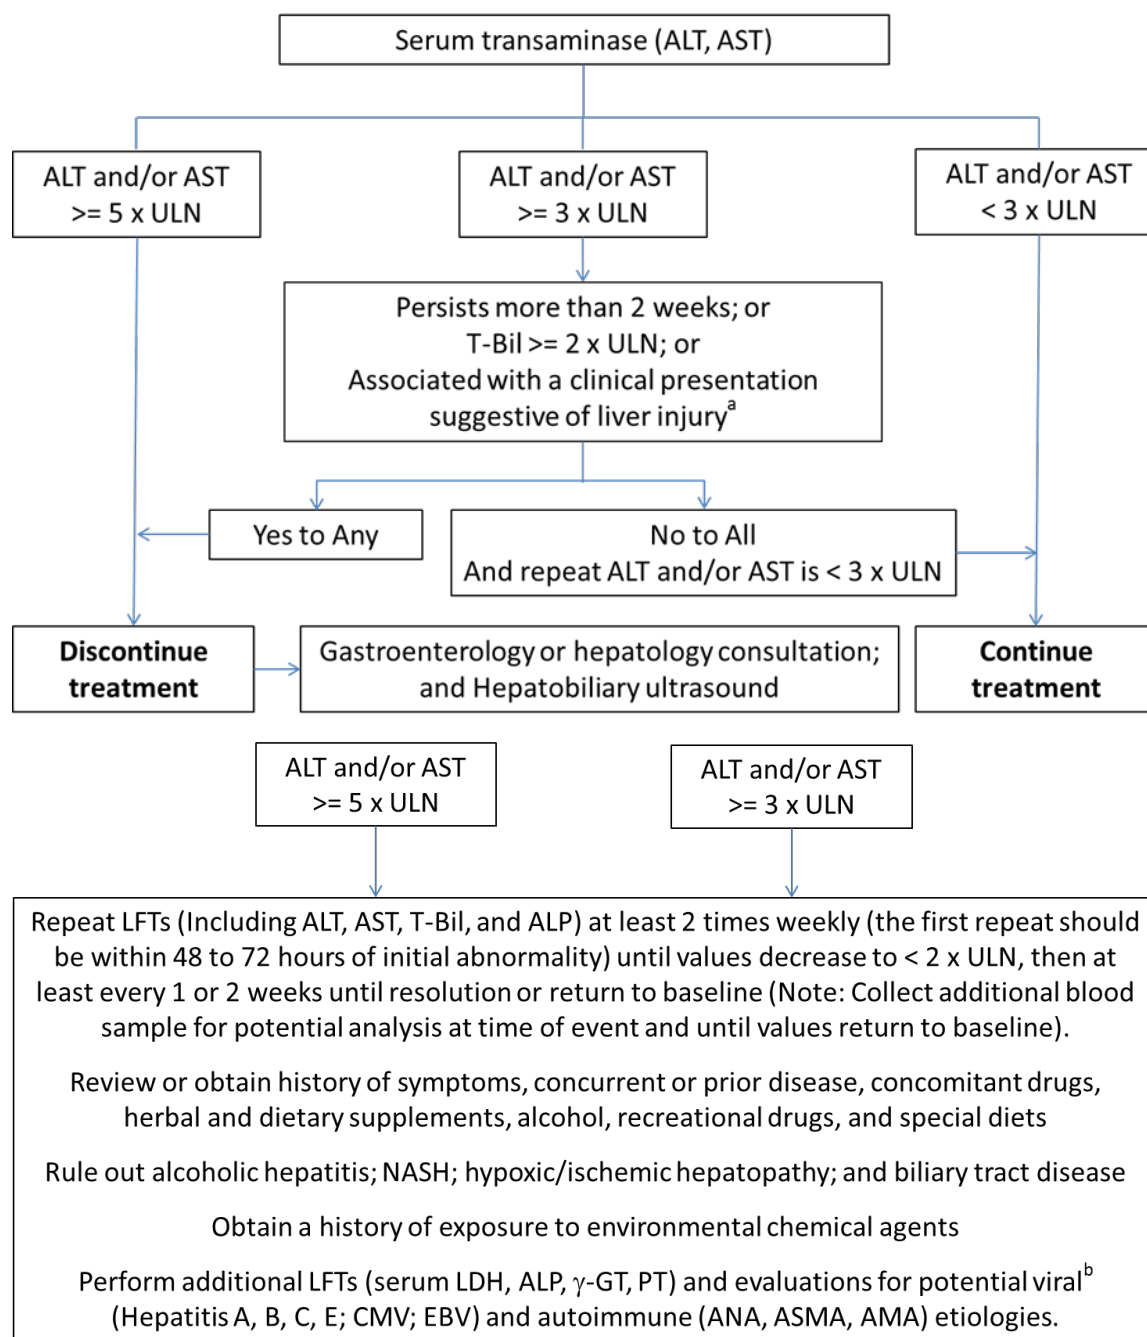 Serum transaminase (ALT, AST)
ALT and/or AST
>= 5 x ULN
ALT and/or AST
>= 3 x ULN
ALT and/or AST
< 3 x ULN
Persists more than 2 weeks; or
T-Bil >= 2 x ULN; or
Associated with a clinical presentation
suggestive of liver injuryᵃ
Yes to Any
No to All
And repeat ALT and/or AST is < 3 x ULN
Discontinue
treatment
Gastroenterology or hepatology consultation;
and Hepatobiliary ultrasound
Continue
treatment
ALT and/or AST
>= 5 x ULN
ALT and/or AST
>= 3 x ULN
Repeat LFTs (Including ALT, AST, T-Bil, and ALP) at least 2 times weekly (the first repeat should
be within 48 to 72 hours of initial abnormality) until values decrease to < 2 x ULN, then at
least every 1 or 2 weeks until resolution or return to baseline (Note: Collect additional blood
sample for potential analysis at time of event and until values return to baseline).
Review or obtain history of symptoms, concurrent or prior disease, concomitant drugs,
herbal and dietary supplements, alcohol, recreational drugs, and special diets
Rule out alcoholic hepatitis; NASH; hypoxic/ischemic hepatopathy; and biliary tract disease
Obtain a history of exposure to environmental chemical agents
Perform additional LFTs (serum LDH, ALP, γ-GT, PT) and evaluations for potential viralᵇ
(Hepatitis A, B, C, E; CMV; EBV) and autoimmune (ANA, ASMA, AMA) etiologies.